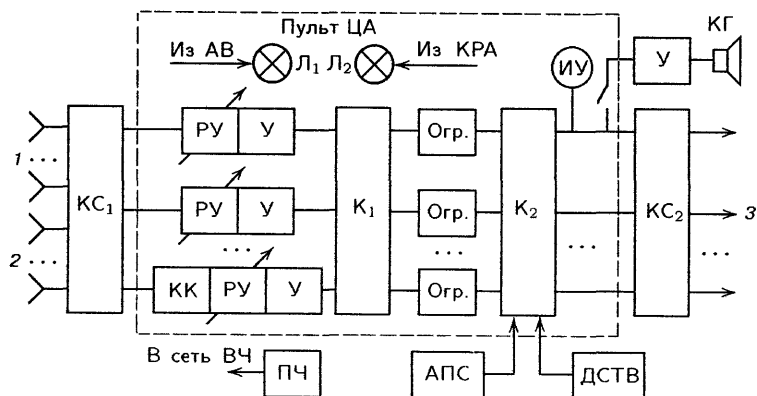 Пульт ЦА
КГ
Из АВ
Л1 Л2
Из КРА
ИУ
У
1 ...
РУ У
Огр.
КС1
РУ У
К1
Огр.
К2
КС2
3
2 ...
...
...
...
...
КК РУ У
Огр.
В сеть ВЧ
ПЧ
АПС
ДСТВ